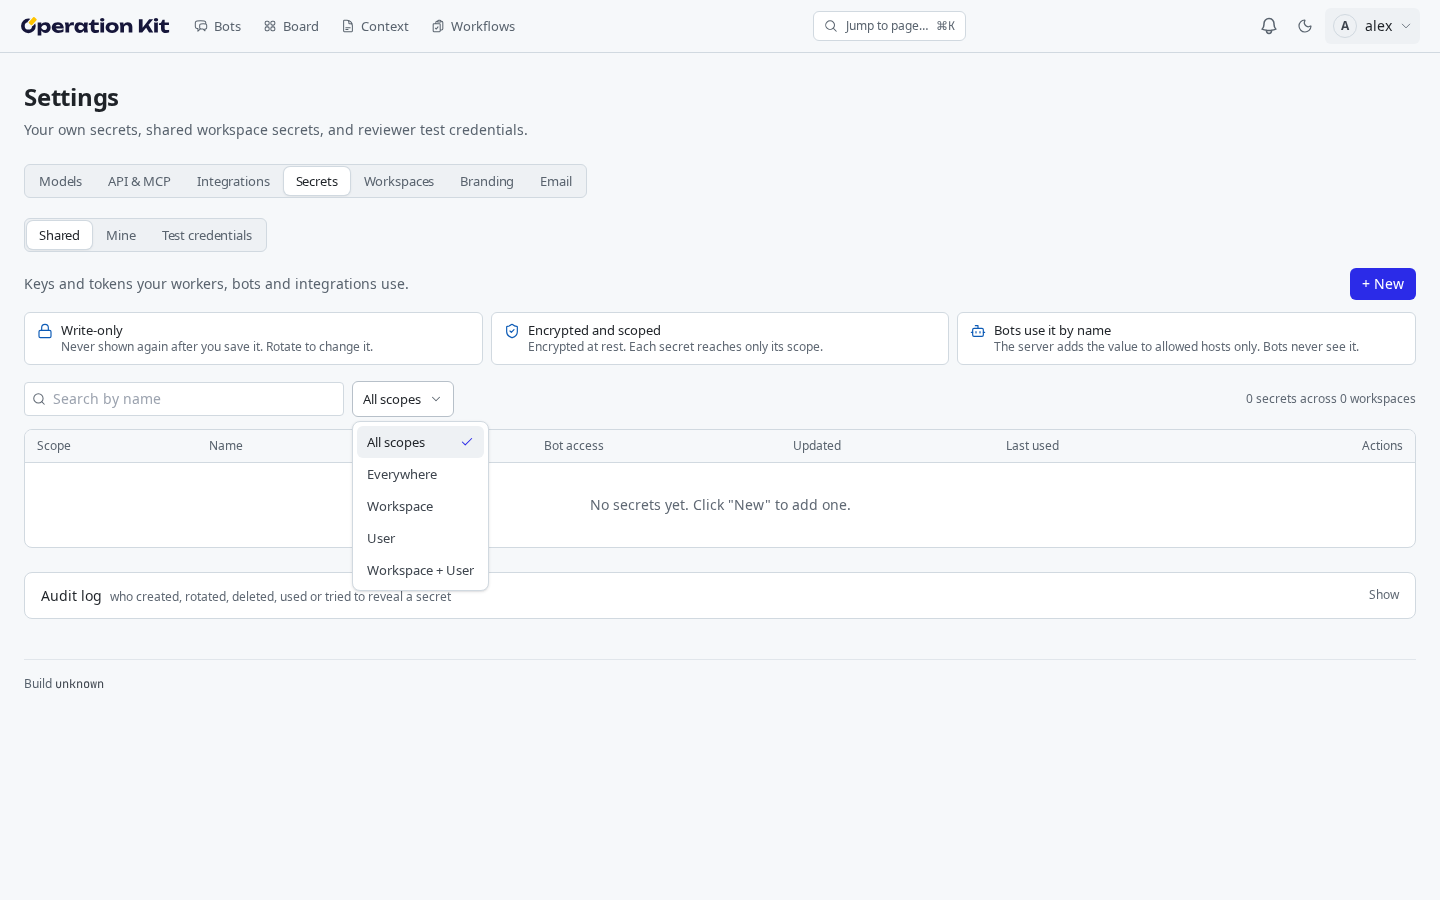 Operation Kit
Bots
Board
Context
Workflows
Jump to page... ⌘K
A
alex
Settings
Your own secrets, shared workspace secrets, and reviewer test credentials.
Models
API & MCP
Integrations
Secrets
Workspaces
Branding
Email
Shared
Mine
Test credentials
Keys and tokens your workers, bots and integrations use.
+ New
Write-only
Never shown again after you save it. Rotate to change it.
Encrypted and scoped
Encrypted at rest. Each secret reaches only its scope.
Bots use it by name
The server adds the value to allowed hosts only. Bots never see it.
Search by name
All scopes
0 secrets across 0 workspaces
Scope
Name
Bot access
Updated
Last used
Actions
All scopes
Everywhere
Workspace
User
Workspace + User
No secrets yet. Click "New" to add one.
Audit log who created, rotated, deleted, used or tried to reveal a secret
Show
Build unknown